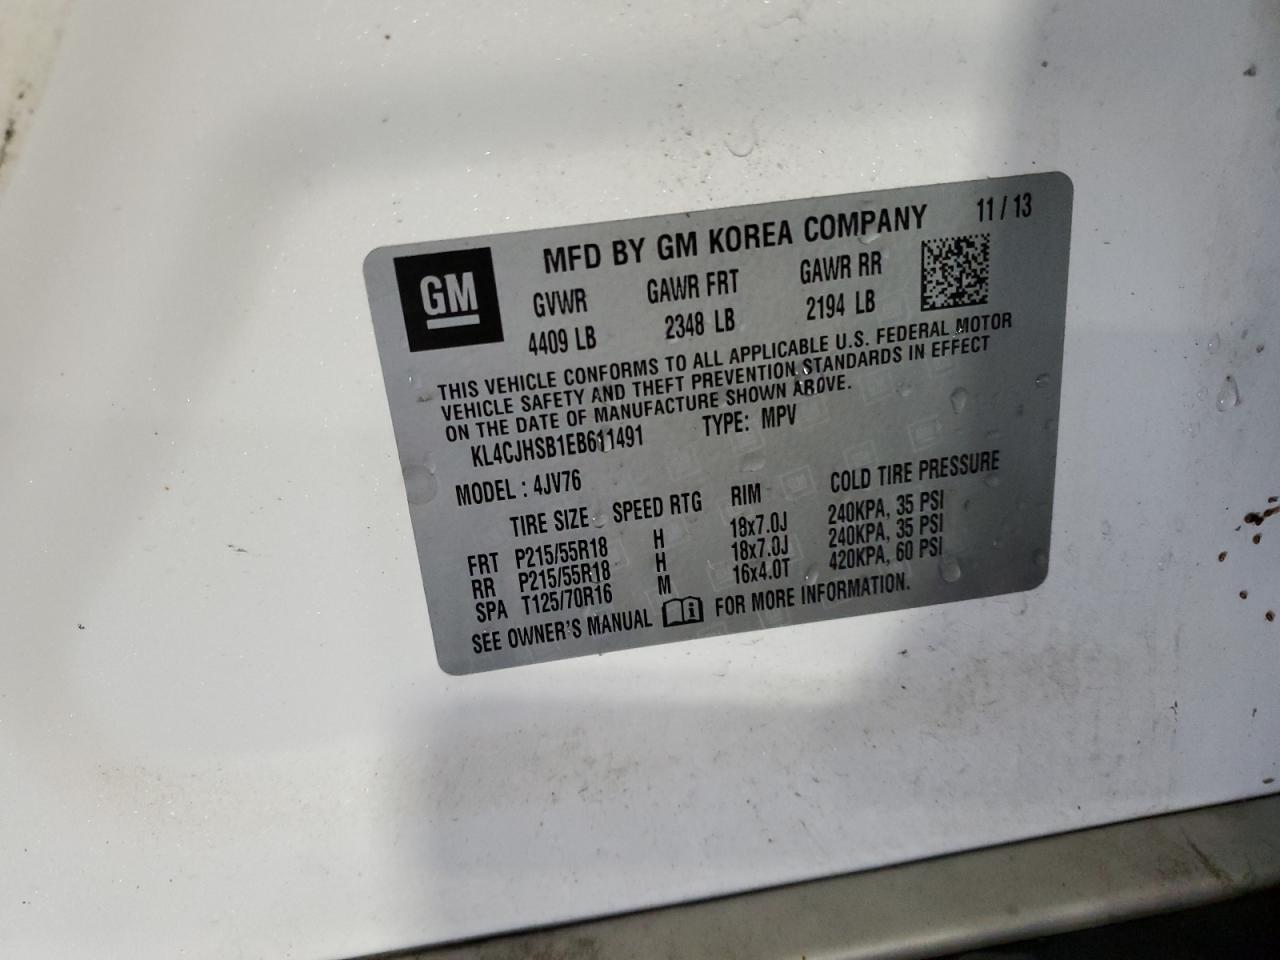 GM
MFD BY GM KOREA COMPANY 11 / 13
GVWR GAWR FRT GAWR RR
4409 LB 2348 LB 2194 LB
THIS VEHICLE CONFORMS TO ALL APPLICABLE U.S. FEDERAL MOTOR
VEHICLE SAFETY AND THEFT PREVENTION STANDARDS IN EFFECT
ON THE DATE OF MANUFACTURE SHOWN ABOVE.
KL4CJHSB1EB611491 TYPE: MPV
MODEL : 4JV76
TIRE SIZE SPEED RTG RIM COLD TIRE PRESSURE
FRT P215/55R18 H 18x7.0J 240KPA, 35 PSI
RR P215/55R18 H 18x7.0J 240KPA, 35 PSI
SPA T125/70R16 M 16x4.0T 420KPA, 60 PSI
SEE OWNER'S MANUAL i FOR MORE INFORMATION.